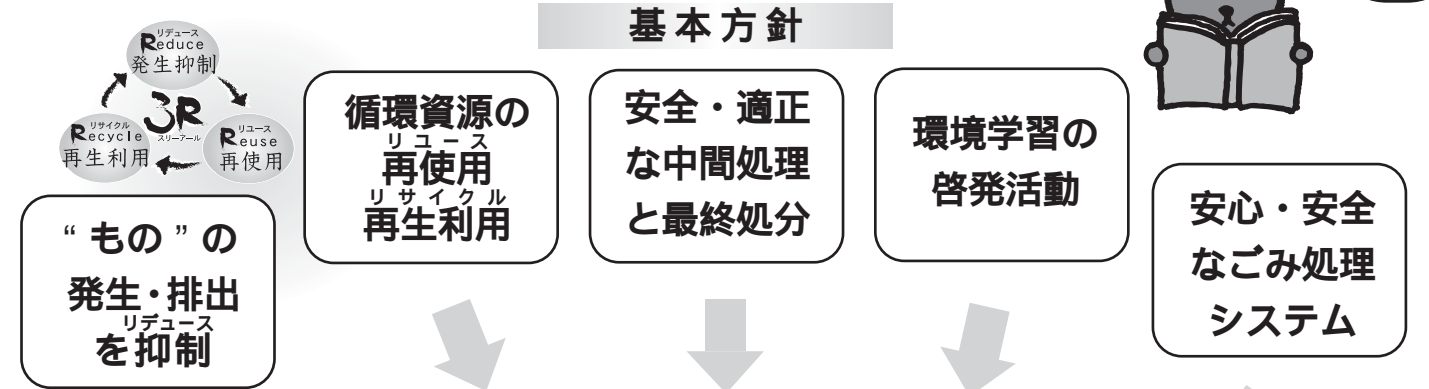 基本方針
リデュース
Reduce
発生抑制
3R
スリーアール
リサイクル
Recycle
再生利用
リユース
Reuse
再使用
“もの”の
発生・排出
リデュース
を抑制
循環資源の
リユース
再使用
リサイクル
再生利用
安全・適正
な中間処理
と最終処分
環境学習の
啓発活動
安心・安全
なごみ処理
システム